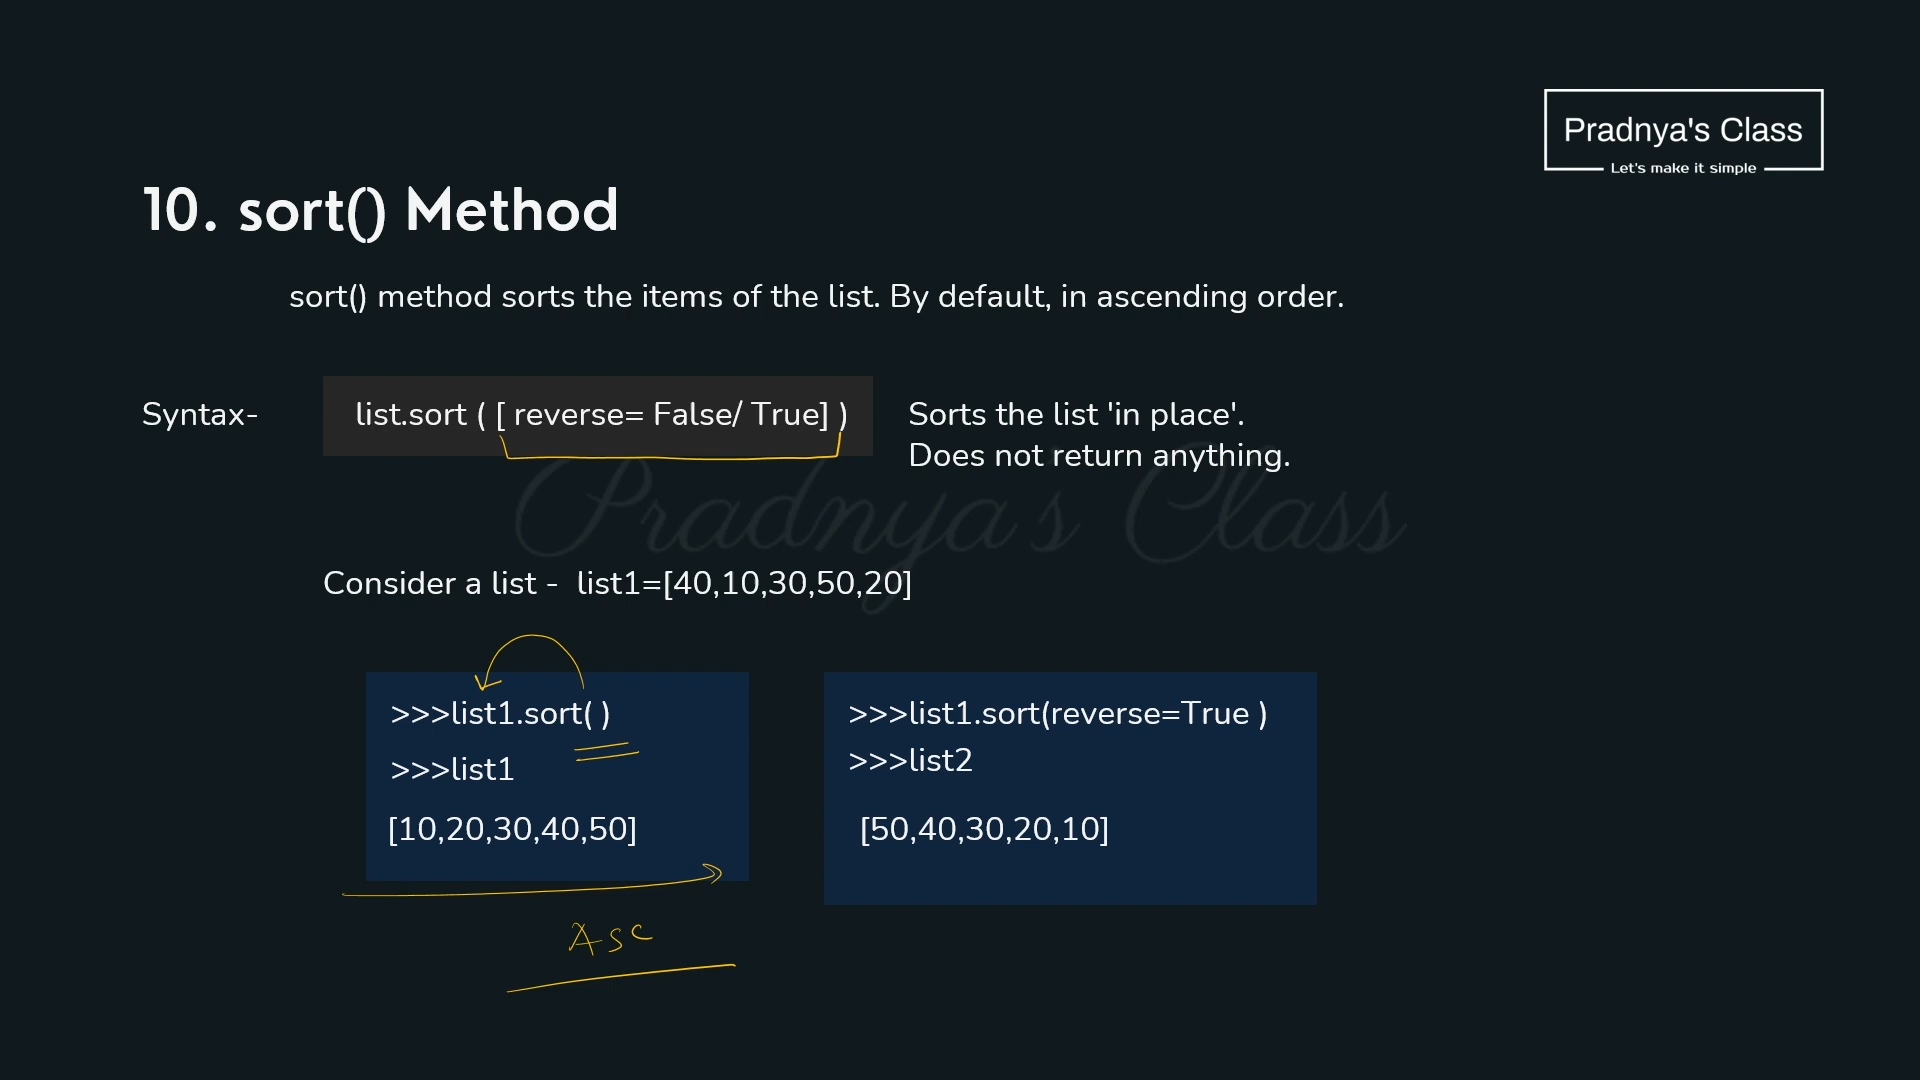 Pradnya's Class
Let's make it simple
10. sort() Method
sort() method sorts the items of the list. By default, in ascending order.
Syntax-
list.sort ( [ reverse= False/ True] )
Sorts the list 'in place'.
Does not return anything.
Pradnya's Class
Consider a list - list1=[40,10,30,50,20]
>>>list1.sort( )
>>>list1
[10,20,30,40,50]
Asc
>>>list1.sort(reverse=True )
>>>list2
[50,40,30,20,10]